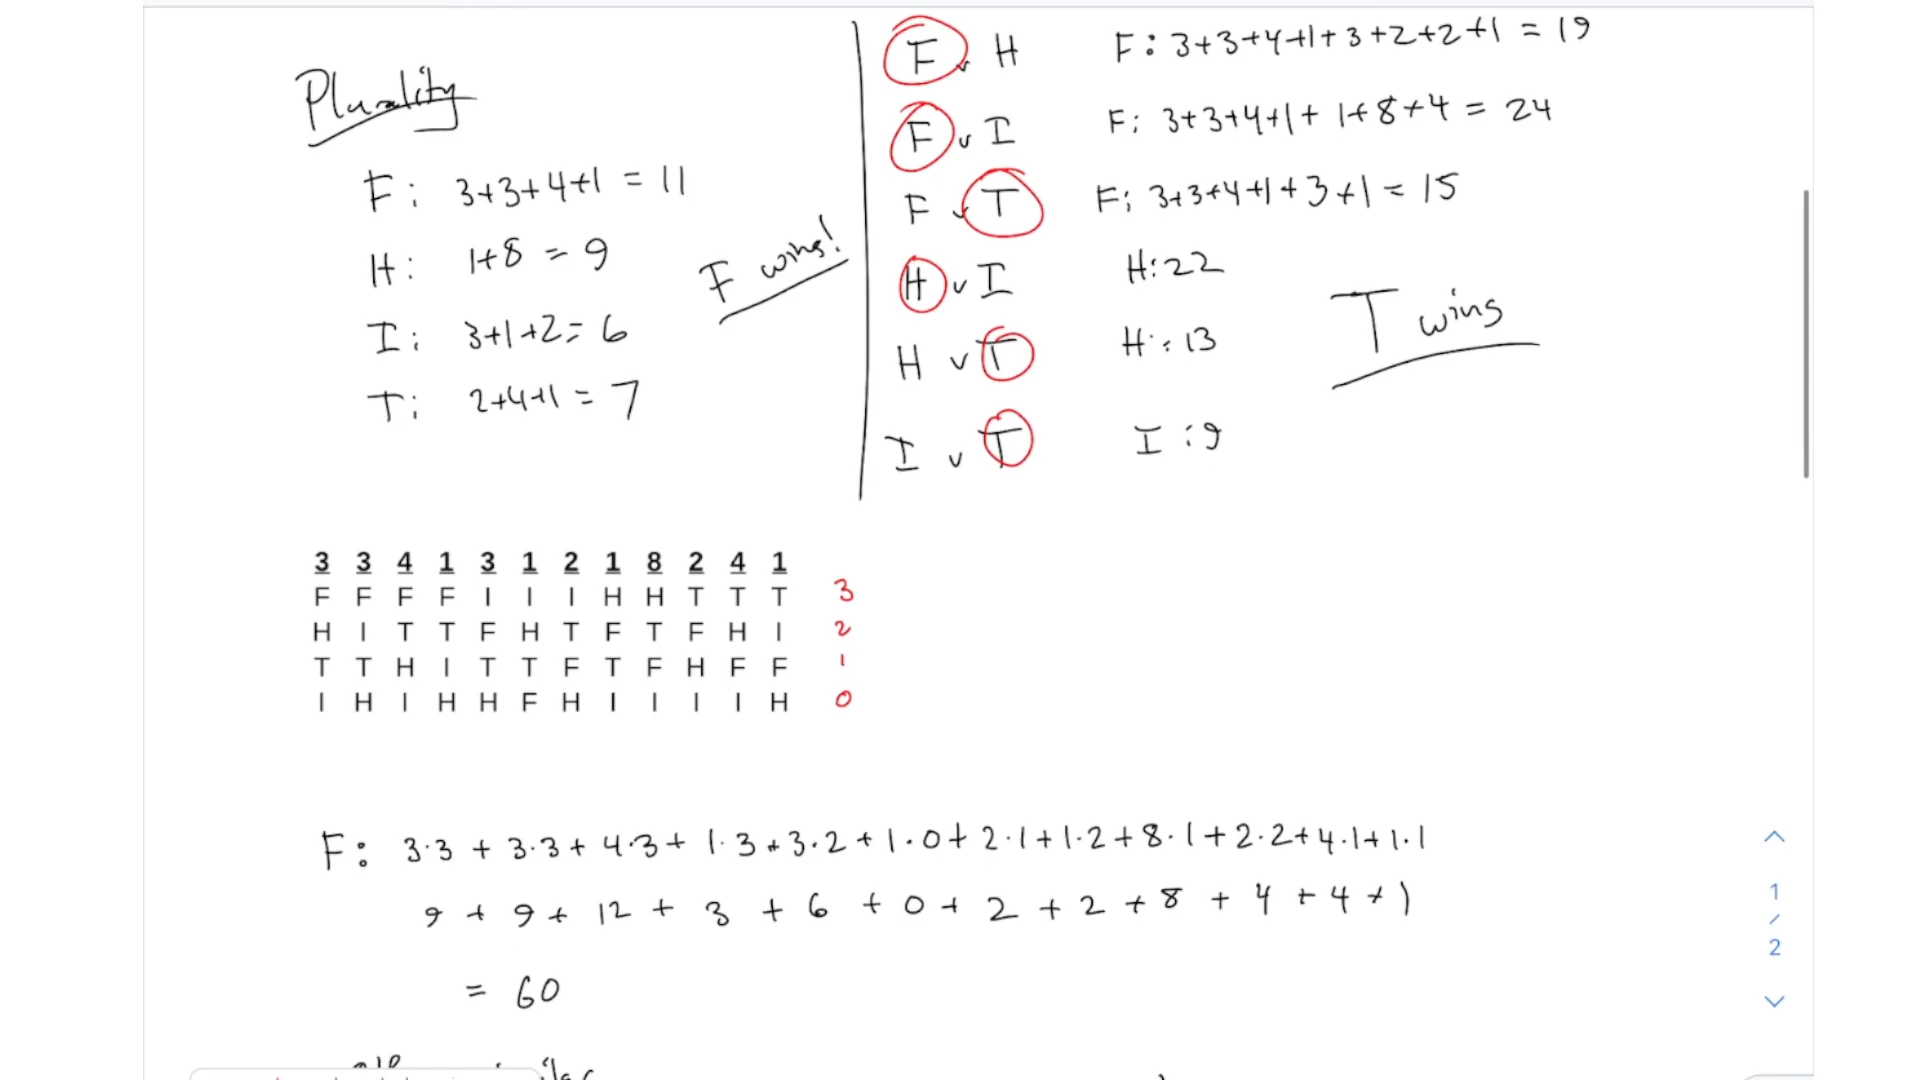 Plurality
F: 3+3+4+1 = 11
H: 1+8 = 9
I: 3+1+2= 6
T: 2+4+1 = 7
F wins!
F v H F: 3+3+4+1+3+2+2+1 = 19
F v I F: 3+3+4+1+ 1+8+4 = 24
F v T F: 3+3+4+1+3+1 = 15
H v I H: 22
H v T H: 13
I v T I: 9
T wins
3 3 4 1 3 1 2 1 8 2 4 1
F F F F I I I H H T T T 3
H I T T F H T F T F H I 2
T T H I T T F T F H F F 1
I H I H H F H I I I I H 0
F: 3·3 + 3·3 + 4·3 + 1·3 + 3·2 + 1·0 + 2·1 + 1·2 + 8·1 + 2·2 + 4·1 + 1·1
9 + 9 + 12 + 3 + 6 + 0 + 2 + 2 + 8 + 4 + 4 + 1
= 60
1
/
2